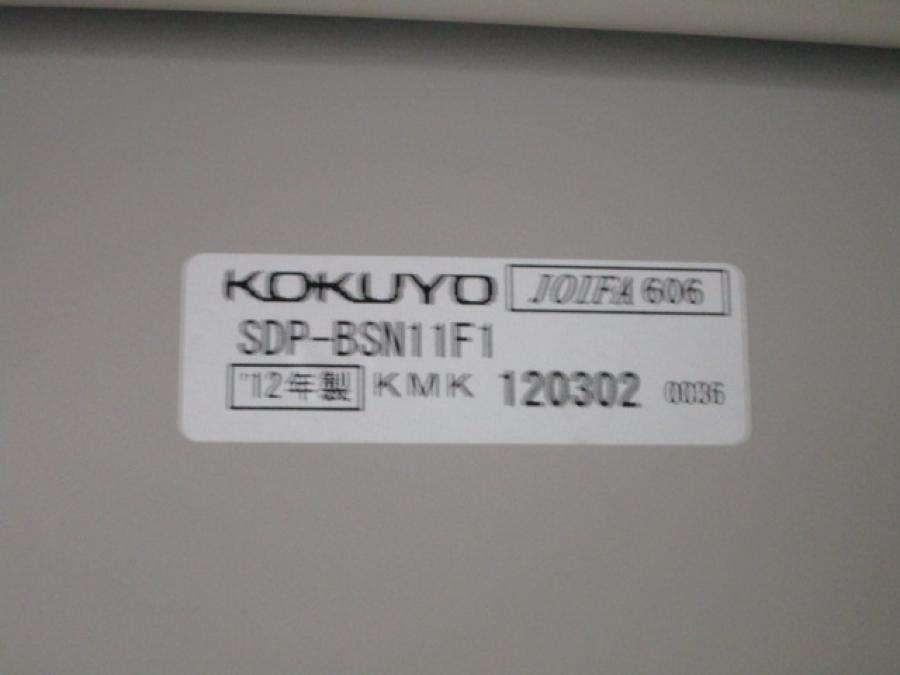 KOKUYO JOIFA 606
SDP-BSN11F1
'12年製 KMK 120302 0036